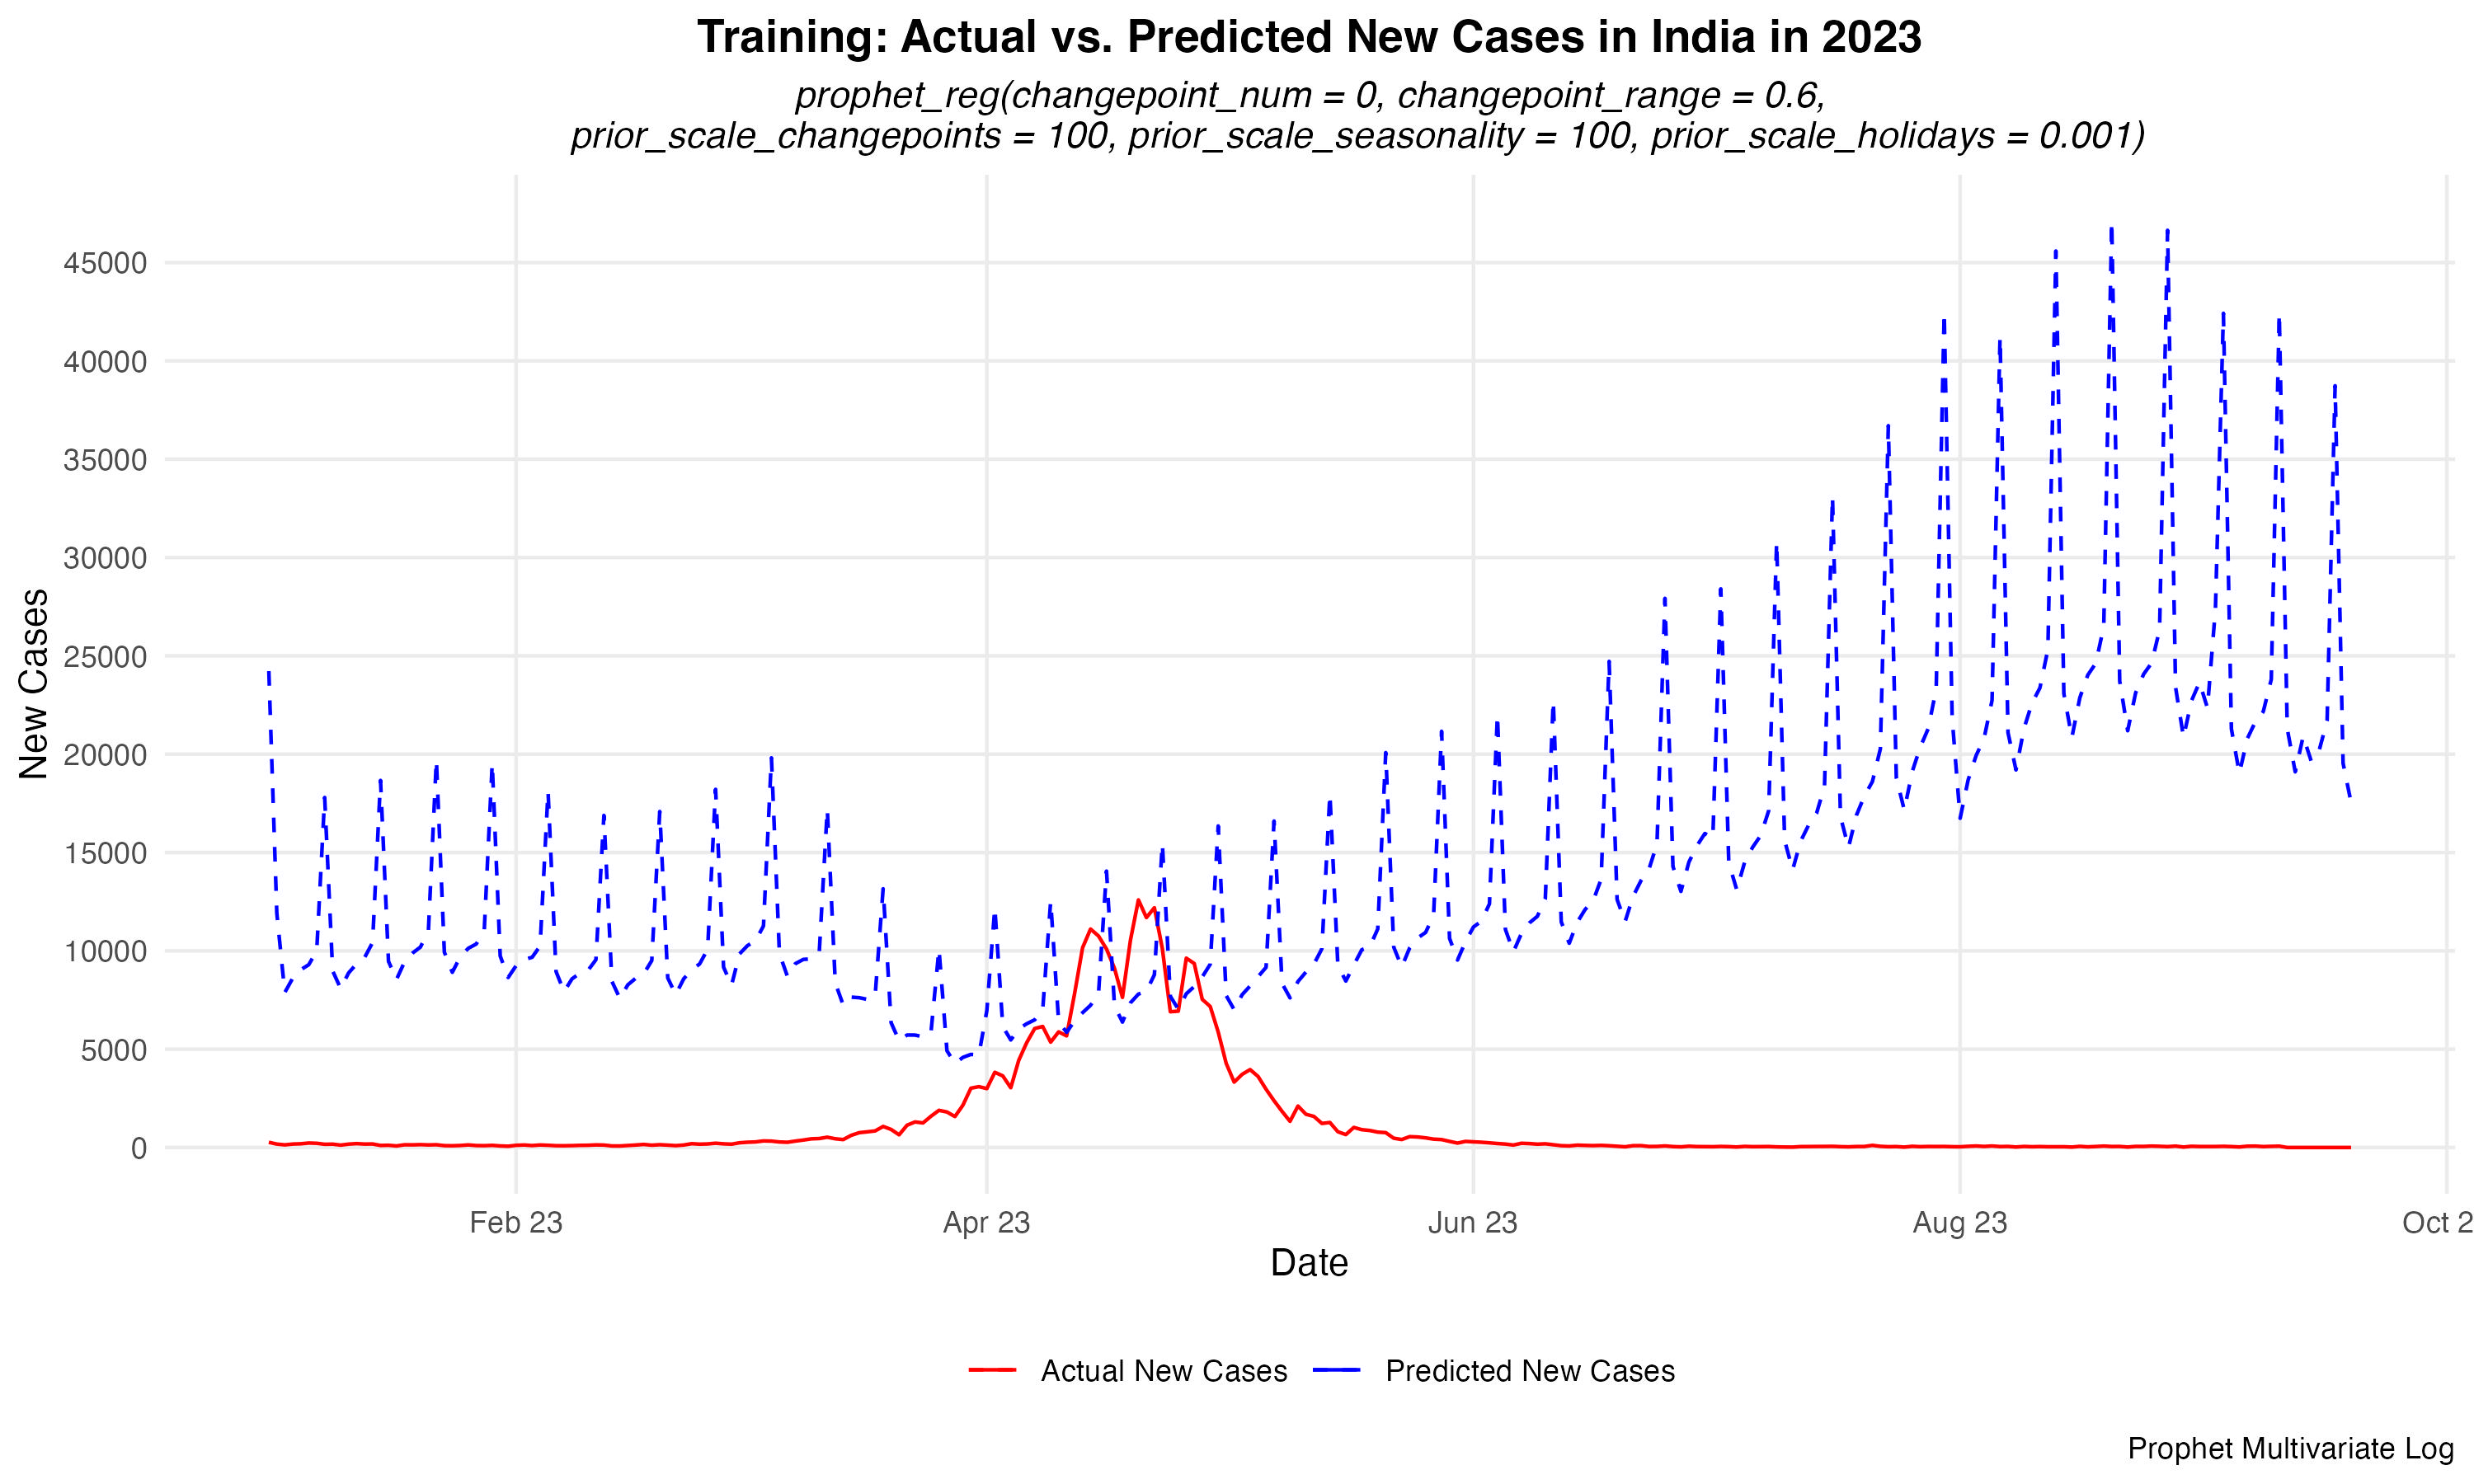 Training: Actual vs. Predicted New Cases in India in 2023
prophet_reg(changepoint_num = 0, changepoint_range = 0.6,
prior_scale_changepoints = 100, prior_scale_seasonality = 100, prior_scale_holidays = 0.001)
New Cases
45000
40000
35000
30000
25000
20000
15000
10000
5000
0
Feb 23 Apr 23 Jun 23 Aug 23 Oct 2
Date
Actual New Cases Predicted New Cases
Prophet Multivariate Log